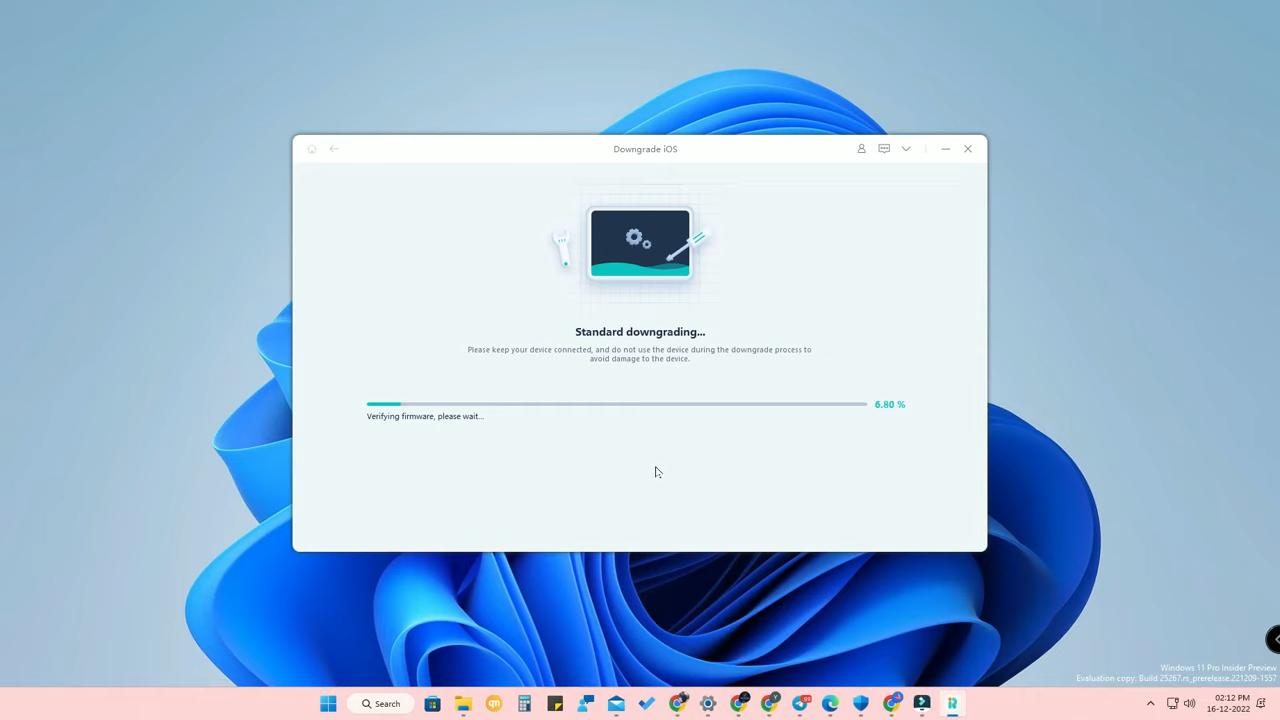 Downgrade iOS
Standard downgrading...
Please keep your device connected, and do not use the device during the downgrade process to
avoid damage to the device.
6.80 %
Verifying firmware, please wait...
Windows 11 Pro Insider Preview
Evaluation copy. Build 25267.rs_prerelease.221209-1557
Search
02:12 PM
16-12-2022